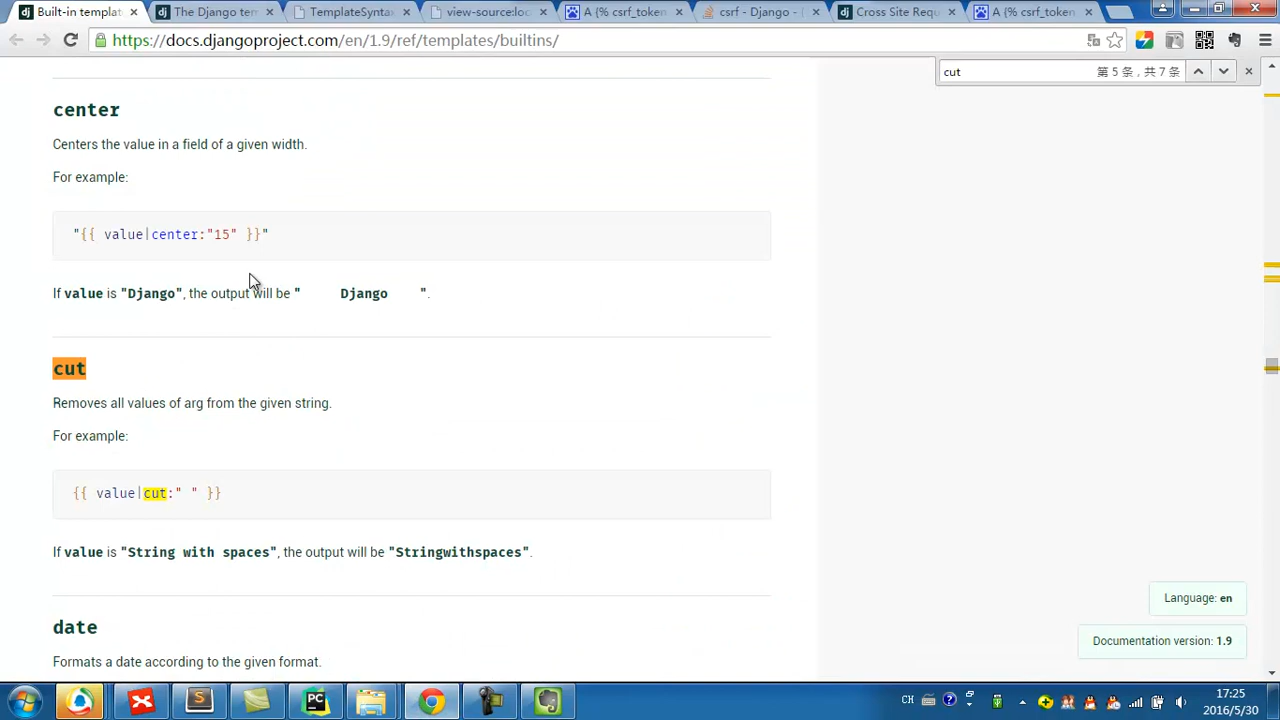 Built-in templat
The Django tem
TemplateSyntax
view-source:loc
A {% csrf_token
csrf - Django -
Cross Site Requ
A {% csrf_token
https://docs.djangoproject.com/en/1.9/ref/templates/builtins/
cut
第 5 条，共 7 条
center
Centers the value in a field of a given width.
For example:
"{{ value|center:"15" }}"
If value is "Django", the output will be "     Django    ".
cut
Removes all values of arg from the given string.
For example:
{{ value|cut:" " }}
If value is "String with spaces", the output will be "Stringwithspaces".
Language: en
date
Documentation version: 1.9
Formats a date according to the given format.
CH
17:25
2016/5/30